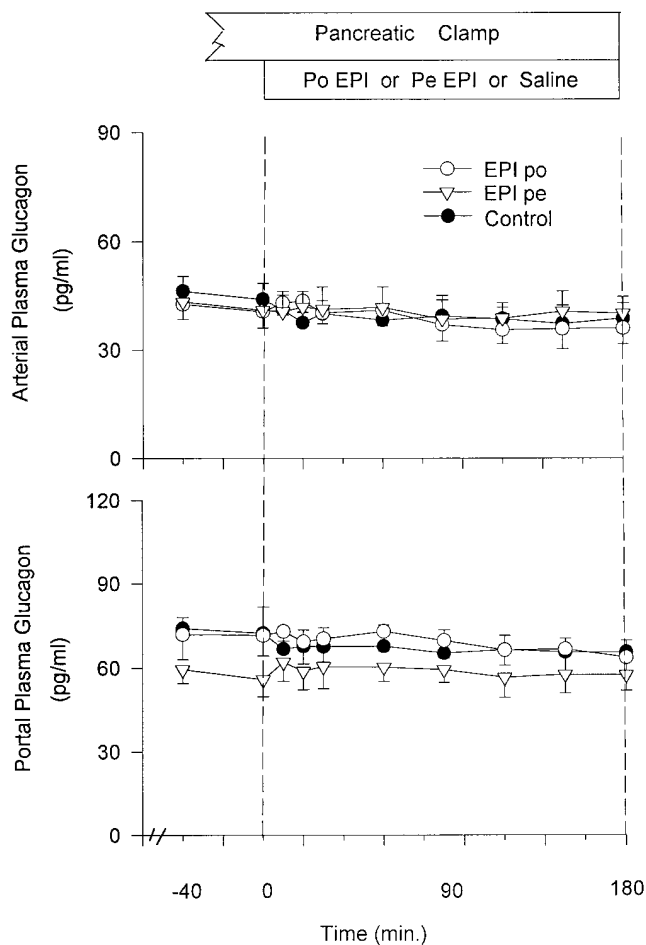 Pancreatic Clamp
Po EPI or Pe EPI or Saline
90
60
30
0
Arterial Plasma Glucagon
(pg/ml)
EPI po
EPI pe
Control
120
90
60
30
0
Portal Plasma Glucagon
(pg/ml)
-40 0 90 180
Time (min.)